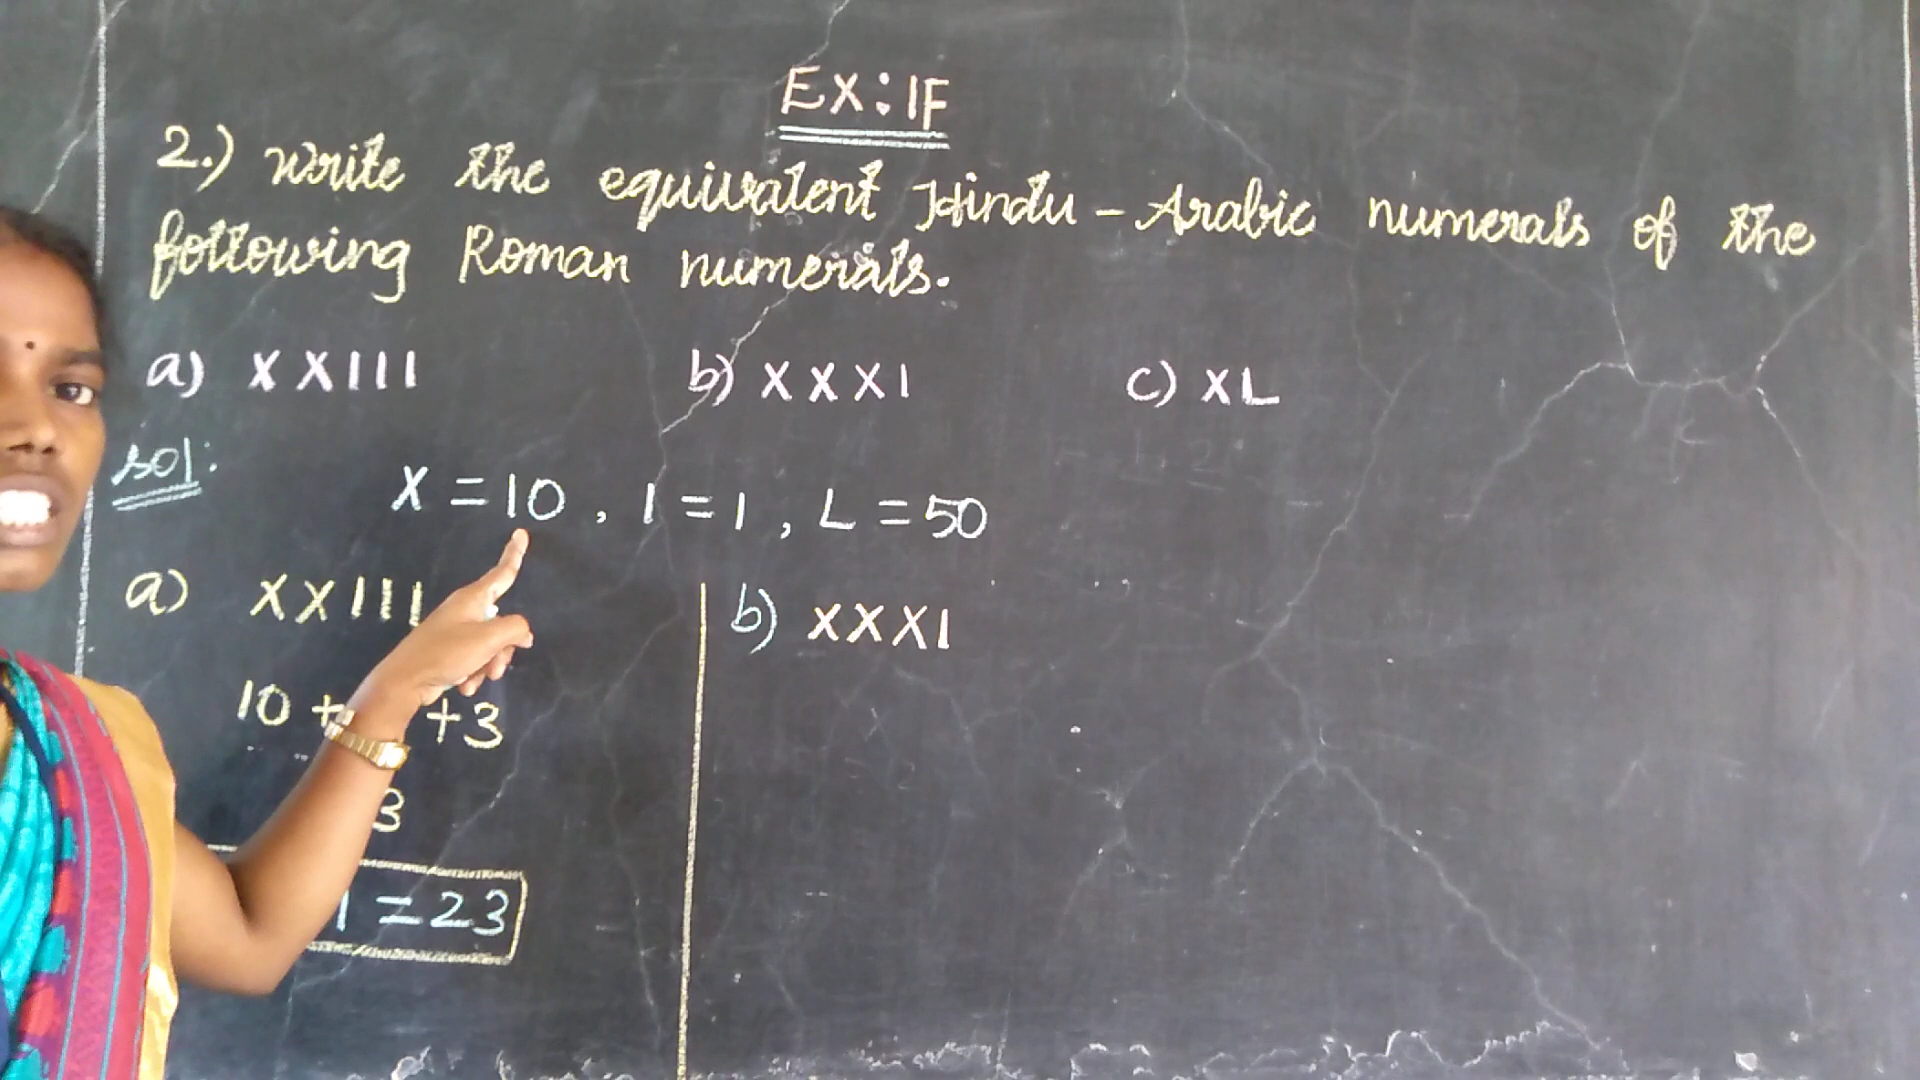 EX: 1F
2.) Write the equivalent Hindu - Arabic numerals of the
following Roman numerals.
a) XXIII b) XXXI c) XL
sol:
X = 10, I = 1, L = 50
a) XXIII
b) XXXI
10 + +3
3
I = 23